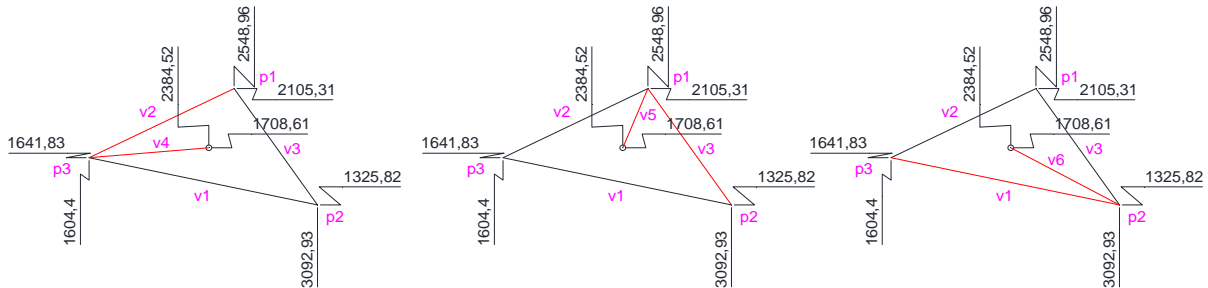 2548,96
2384,52
p1
2105,31
v2
1708,61
1641,83
v4
v3
p3
1325,82
v1
p2
1604,4
3092,93
2548,96
2384,52
p1
2105,31
v2
v5
1708,61
1641,83
v3
p3
1325,82
v1
p2
1604,4
3092,93
2548,96
2384,52
p1
2105,31
v2
1708,61
1641,83
v3
v6
p3
1325,82
v1
p2
1604,4
3092,93